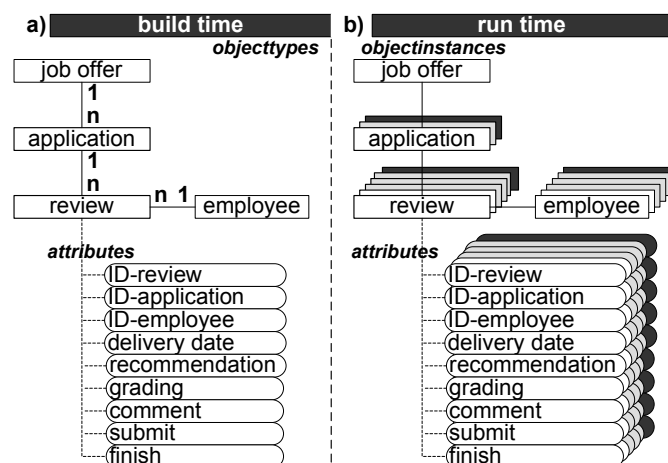 a) build time
objecttypes
job offer
1
n
application
1
n
review
n 1
employee
attributes
ID-review
ID-application
ID-employee
delivery date
recommendation
grading
comment
submit
finish
b) run time
objectinstances
job offer
application
review
employee
attributes
ID-review
ID-application
ID-employee
delivery date
recommendation
grading
comment
submit
finish